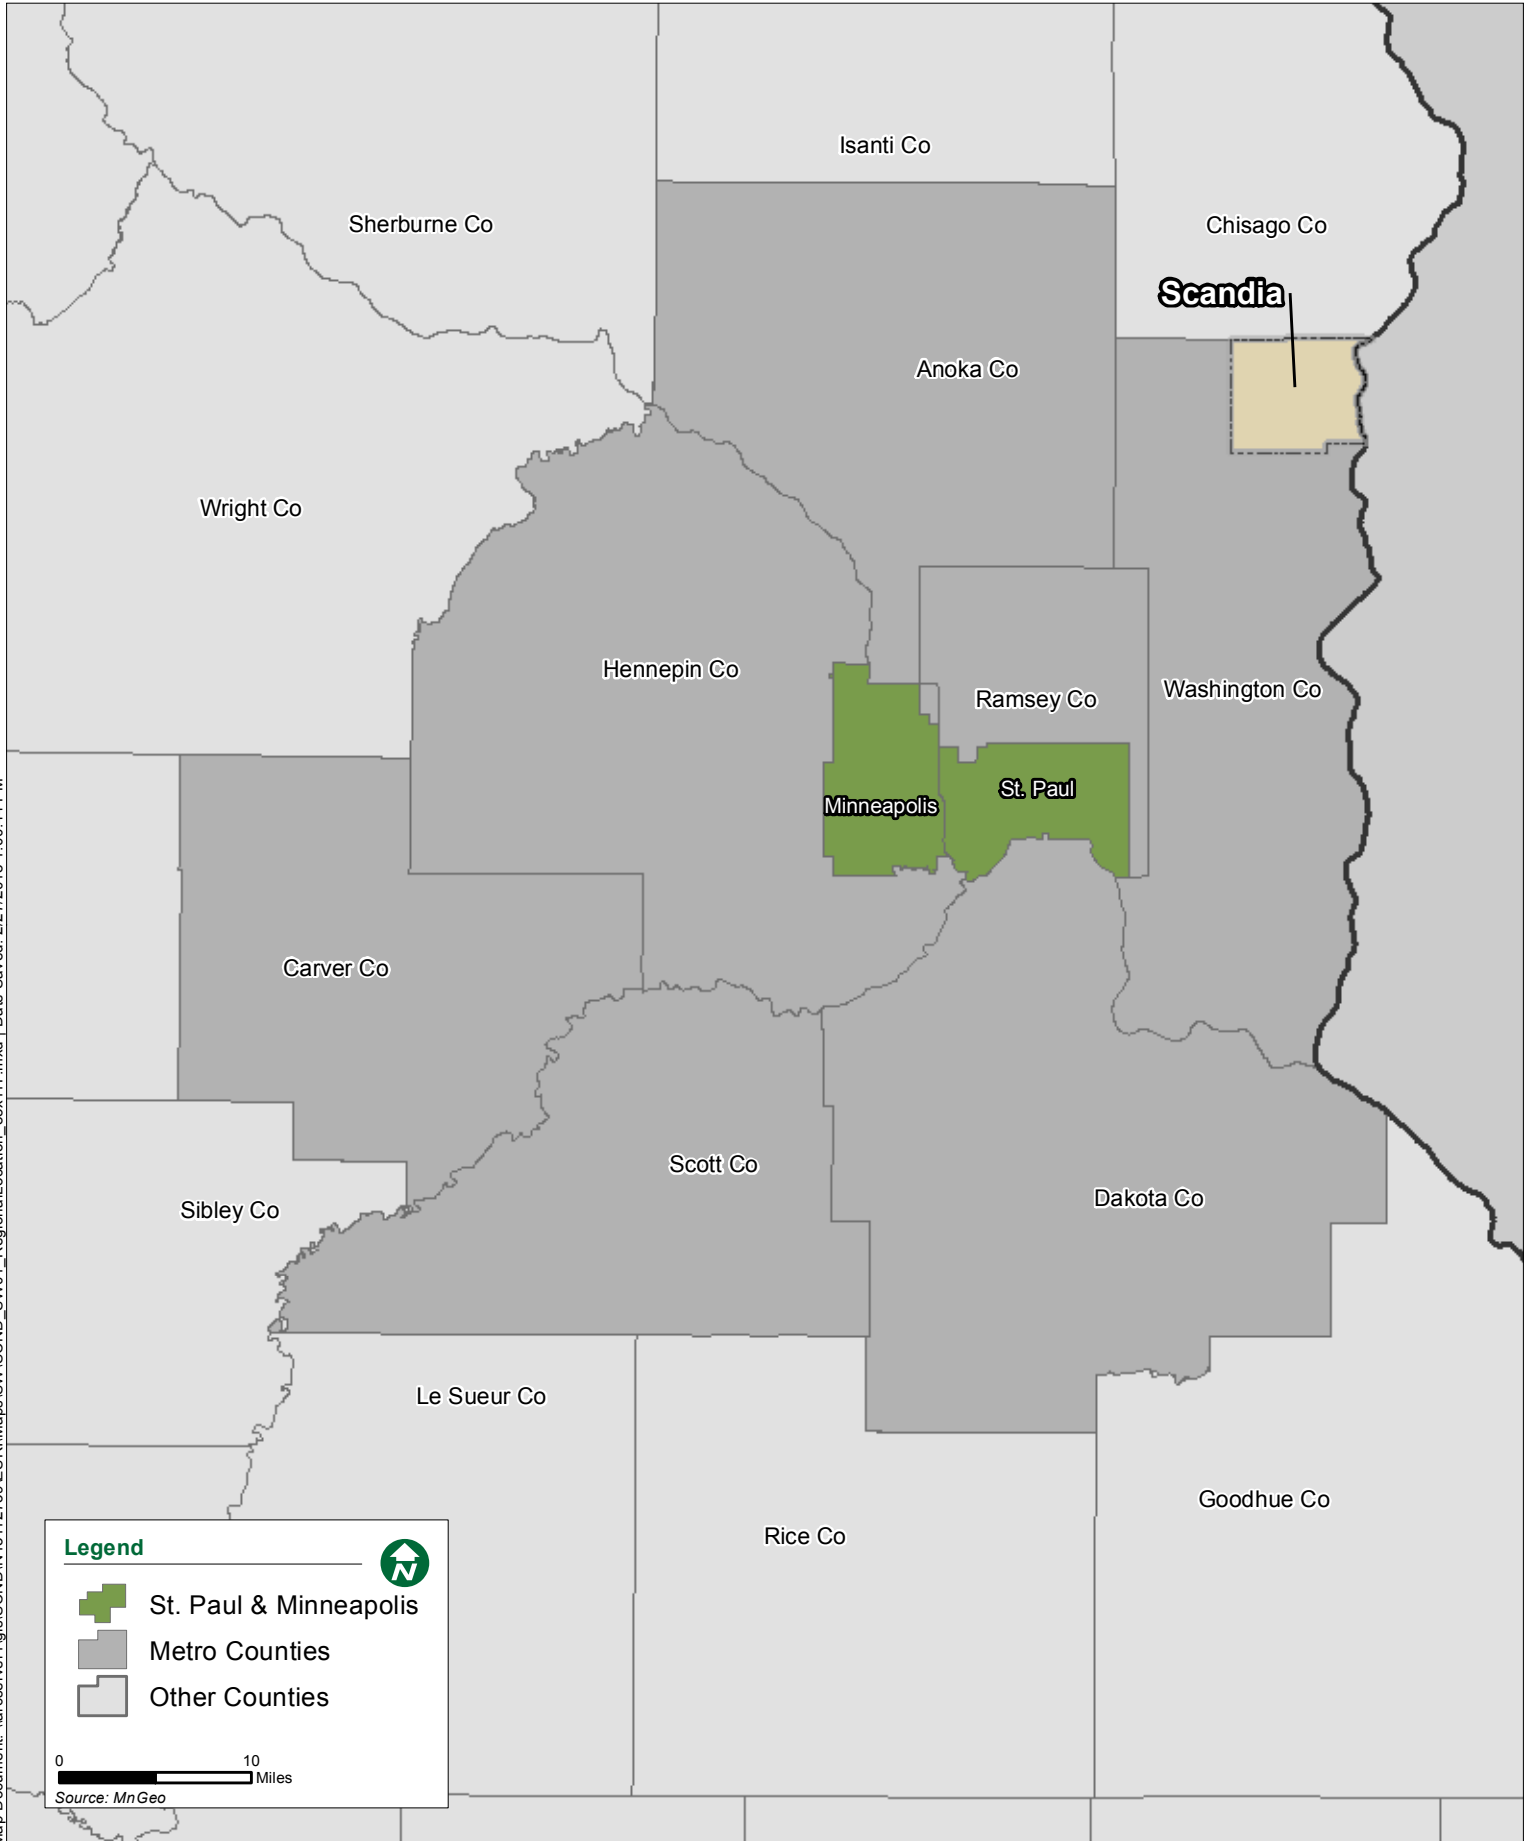 Isanti Co
Sherburne Co
Chisago Co
Scandia
Anoka Co
Wright Co
Hennepin Co
Ramsey Co
Washington Co
St. Paul
Minneapolis
Carver Co
Scott Co
Dakota Co
Sibley Co
Le Sueur Co
Goodhue Co
Rice Co
Legend
N
St. Paul & Minneapolis
Metro Counties
Other Counties
0 10
Miles
Source: MnGeo